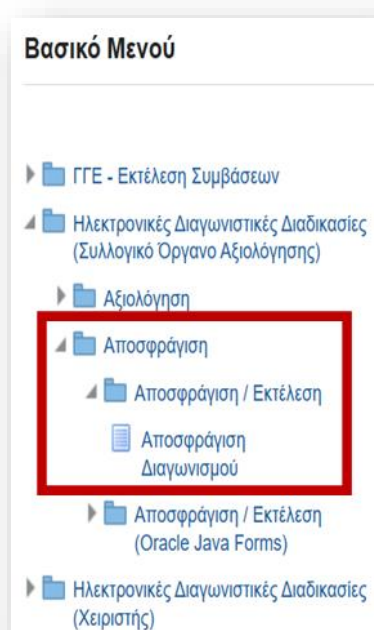 Βασικό Μενού
ΓΓΕ - Εκτέλεση Συμβάσεων
Ηλεκτρονικές Διαγωνιστικές Διαδικασίες
(Συλλογικό Όργανο Αξιολόγησης)
Αξιολόγηση
Αποσφράγιση
Αποσφράγιση / Εκτέλεση
Αποσφράγιση
Διαγωνισμού
Αποσφράγιση / Εκτέλεση
(Oracle Java Forms)
Ηλεκτρονικές Διαγωνιστικές Διαδικασίες
(Χειριστής)